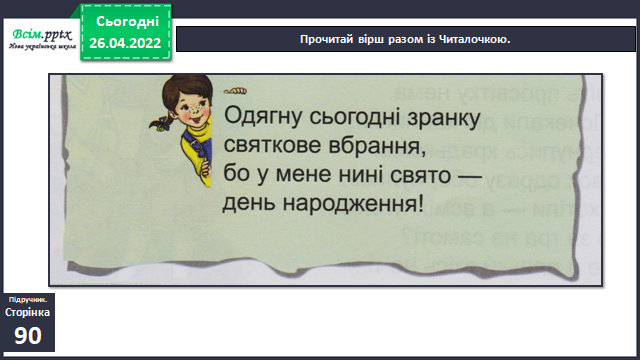 Всім.pptx
Нова українська школа
Сьогодні
26.04.2022
Прочитай вірш разом із Читалочкою.
Одягну сьогодні зранку
святкове вбрання,
бо у мене нині свято —
день народження!
Підручник.
Сторінка
90